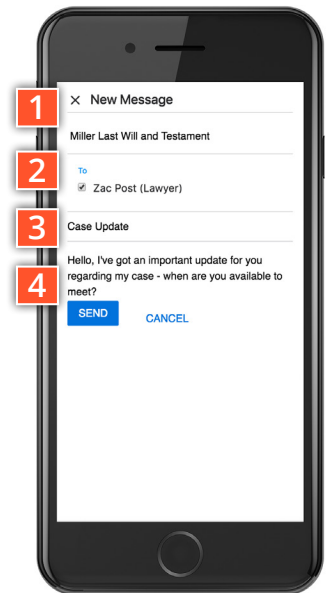 1
× New Message
Miller Last Will and Testament
2
To
Zac Post (Lawyer)
3
Case Update
4
Hello, I've got an important update for you
regarding my case - when are you available to
meet?
SEND CANCEL